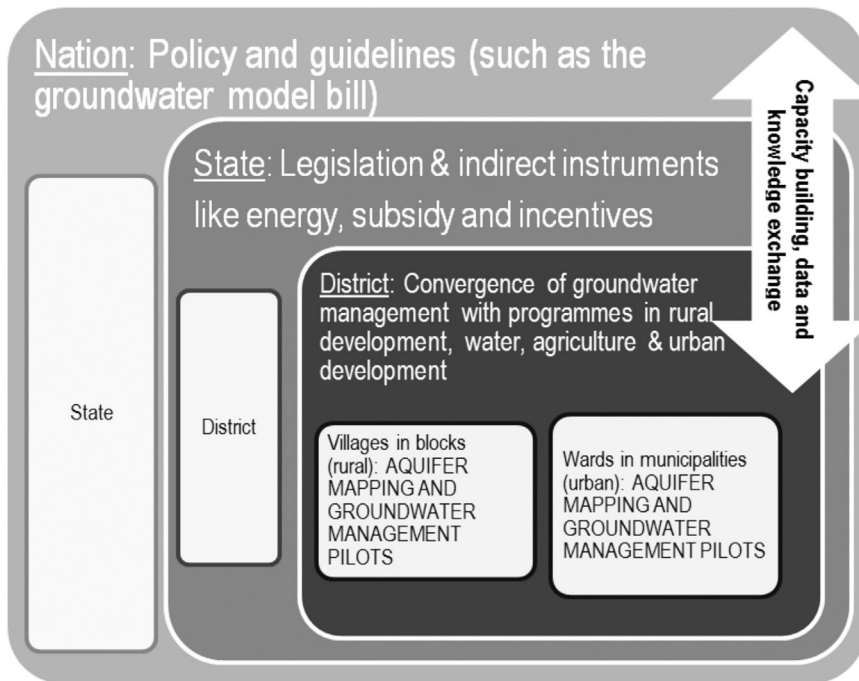 Nation: Policy and guidelines (such as the
groundwater model bill)
State: Legislation & indirect instruments
like energy, subsidy and incentives
District: Convergence of groundwater
management with programmes in rural
development, water, agriculture & urban
development
Capacity building, data and
knowledge exchange
State
District
Villages in blocks
(rural): AQUIFER
MAPPING AND
GROUNDWATER
MANAGEMENT
PILOTS
Wards in municipalities
(urban): AQUIFER
MAPPING AND
GROUNDWATER
MANAGEMENT PILOTS